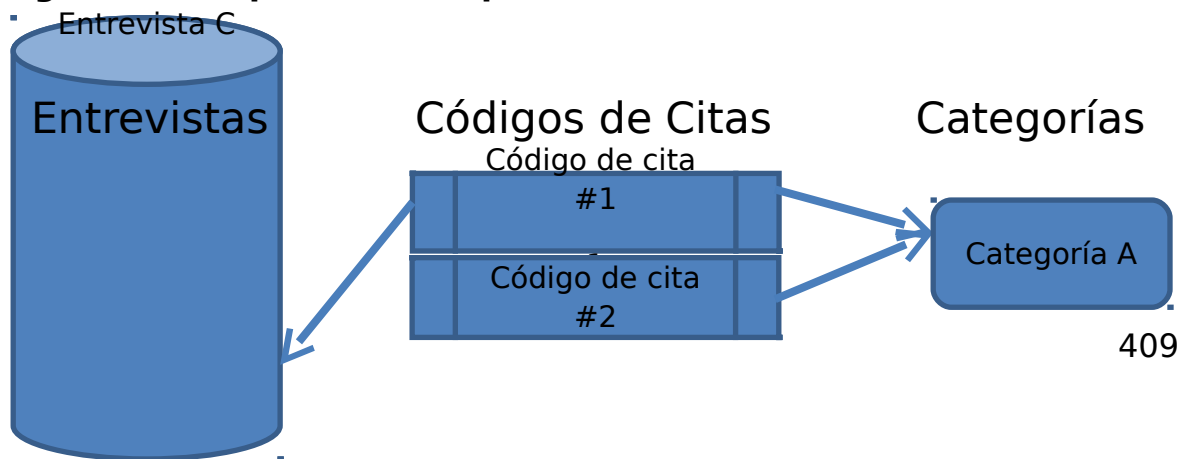 Entrevista C
Entrevistas
Códigos de Citas
Categorías
Código de cita
#1
Código de cita
#2
Categoría A
409